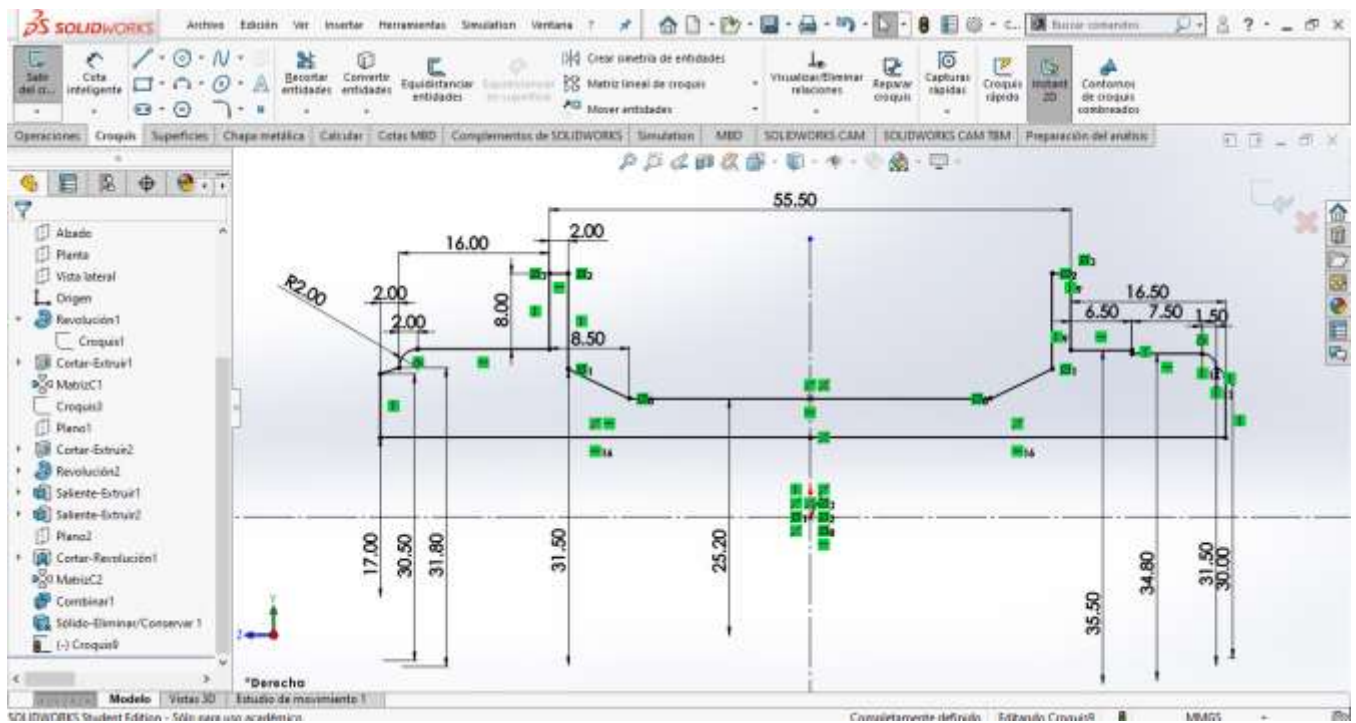 SOLIDWORKS Archivo Edición Ver Insertar Herramientas Simulation Ventana ?
Buscar comandos
Salir del cr...
Cota inteligente
Recortar entidades
Convertir entidades
Equidistanciar entidades
Crear simetría de entidades
Matriz lineal de croquis
Mover entidades
Visualizar/Eliminar relaciones
Reparar croquis
Capturas rápidas
Croquis rápido
Instant 2D
Contornos de croquis sombreados
Operaciones Croquis Superficies Chapa metálica Calcular Cotas MBD Complementos de SOLIDWORKS Simulation MBD SOLIDWORKS CAM SOLIDWORKS CAM TBM Preparación del análisis
Alzado
Planta
Vista lateral
Origen
Revolución1
Croquis1
Cortar-Extruir1
MatrizC1
Croquis3
Plano1
Cortar-Extruir2
Revolución2
Saliente-Extruir1
Saliente-Extruir2
Plano2
Cortar-Revolución1
MatrizC2
Combinar1
Sólido-Eliminar/Conservar 1
(-) Croquis9
55.50
2.00
16.00
R2.00
2.00
2.00
8.00
8.50
16.50
6.50 7.50 1.50
17.00
30.50
31.80
31.50
25.20
35.50
34.80
31.50
30.00
16
16
Y
Z
*Derecha
Modelo Vistas 3D Estudio de movimiento 1
SOLIDWORKS Student Edition - Sólo para uso académico.
Completamente definido Editando Croquis9 MMGS